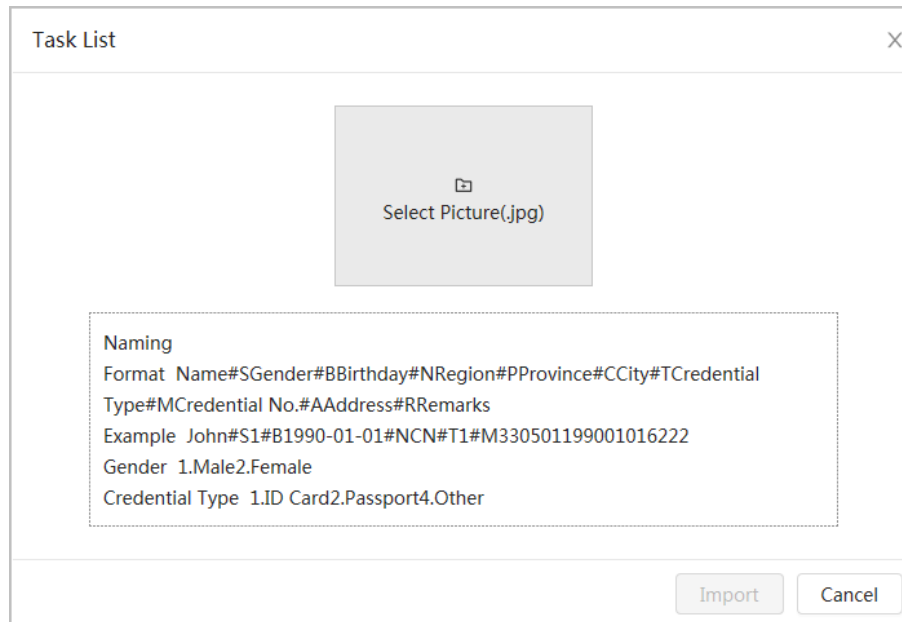 Task List
Select Picture(.jpg)
Naming
Format  Name#SGender#BBirthday#NRegion#PProvince#CCity#TCredential
Type#MCredential No.#AAddress#RRemarks
Example  John#S1#B1990-01-01#NCN#T1#M330501199001016222
Gender  1.Male2.Female
Credential Type  1.ID Card2.Passport4.Other
Import
Cancel